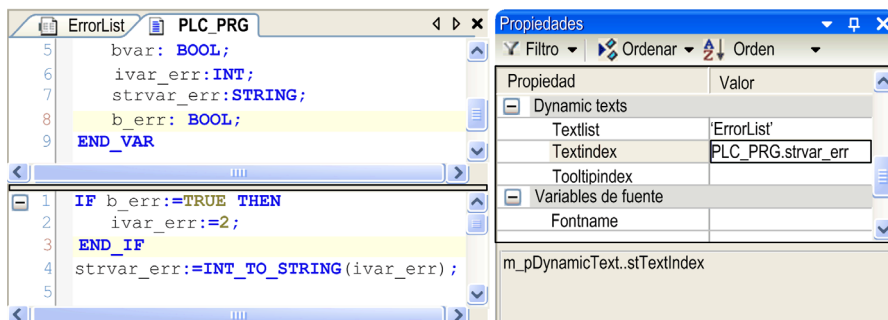 ErrorList
PLC_PRG
5 bvar: BOOL;
6 ivar_err:INT;
7 strvar_err:STRING;
8 b_err: BOOL;
9 END_VAR
1 IF b_err:=TRUE THEN
2 ivar_err:=2;
3 END_IF
4 strvar_err:=INT_TO_STRING(ivar_err);
5
Propiedades
Filtro Ordenar AZ Orden
Propiedad Valor
Dynamic texts
Textlist 'ErrorList'
Textindex PLC_PRG.strvar_err
Tooltipindex
Variables de fuente
Fontname
m_pDynamicText..stTextIndex